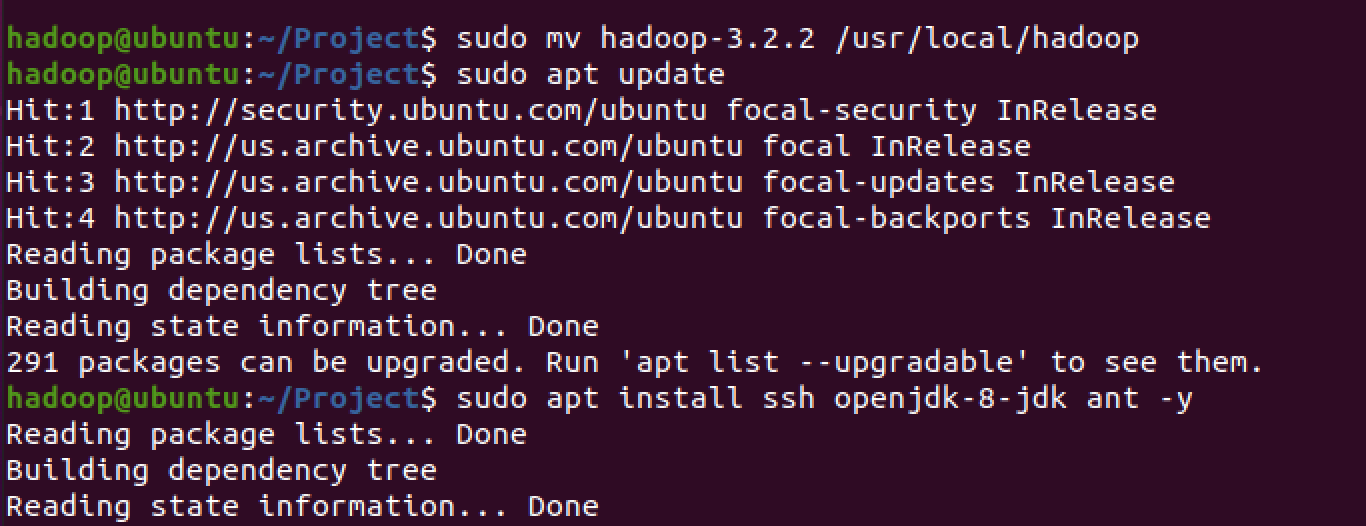 hadoop@ubuntu:~/Project$ sudo mv hadoop-3.2.2 /usr/local/hadoop
hadoop@ubuntu:~/Project$ sudo apt update
Hit:1 http://security.ubuntu.com/ubuntu focal-security InRelease
Hit:2 http://us.archive.ubuntu.com/ubuntu focal InRelease
Hit:3 http://us.archive.ubuntu.com/ubuntu focal-updates InRelease
Hit:4 http://us.archive.ubuntu.com/ubuntu focal-backports InRelease
Reading package lists... Done
Building dependency tree
Reading state information... Done
291 packages can be upgraded. Run 'apt list --upgradable' to see them.
hadoop@ubuntu:~/Project$ sudo apt install ssh openjdk-8-jdk ant -y
Reading package lists... Done
Building dependency tree
Reading state information... Done